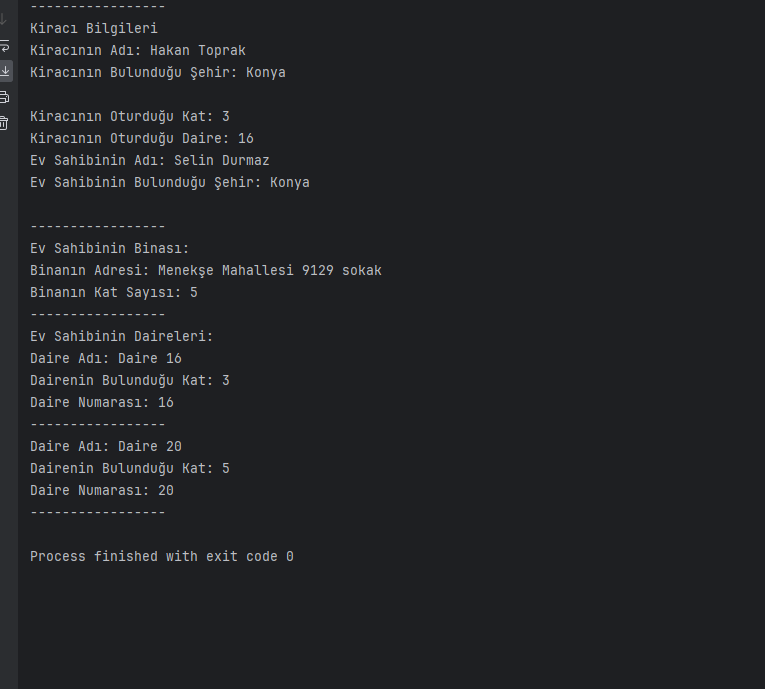 -----------------
Kiracı Bilgileri
Kiracının Adı: Hakan Toprak
Kiracının Bulunduğu Şehir: Konya
Kiracının Oturduğu Kat: 3
Kiracının Oturduğu Daire: 16
Ev Sahibinin Adı: Selin Durmaz
Ev Sahibinin Bulunduğu Şehir: Konya
-----------------
Ev Sahibinin Binası:
Binanın Adresi: Menekşe Mahallesi 9129 sokak
Binanın Kat Sayısı: 5
-----------------
Ev Sahibinin Daireleri:
Daire Adı: Daire 16
Dairenin Bulunduğu Kat: 3
Daire Numarası: 16
-----------------
Daire Adı: Daire 20
Dairenin Bulunduğu Kat: 5
Daire Numarası: 20
-----------------
Process finished with exit code 0